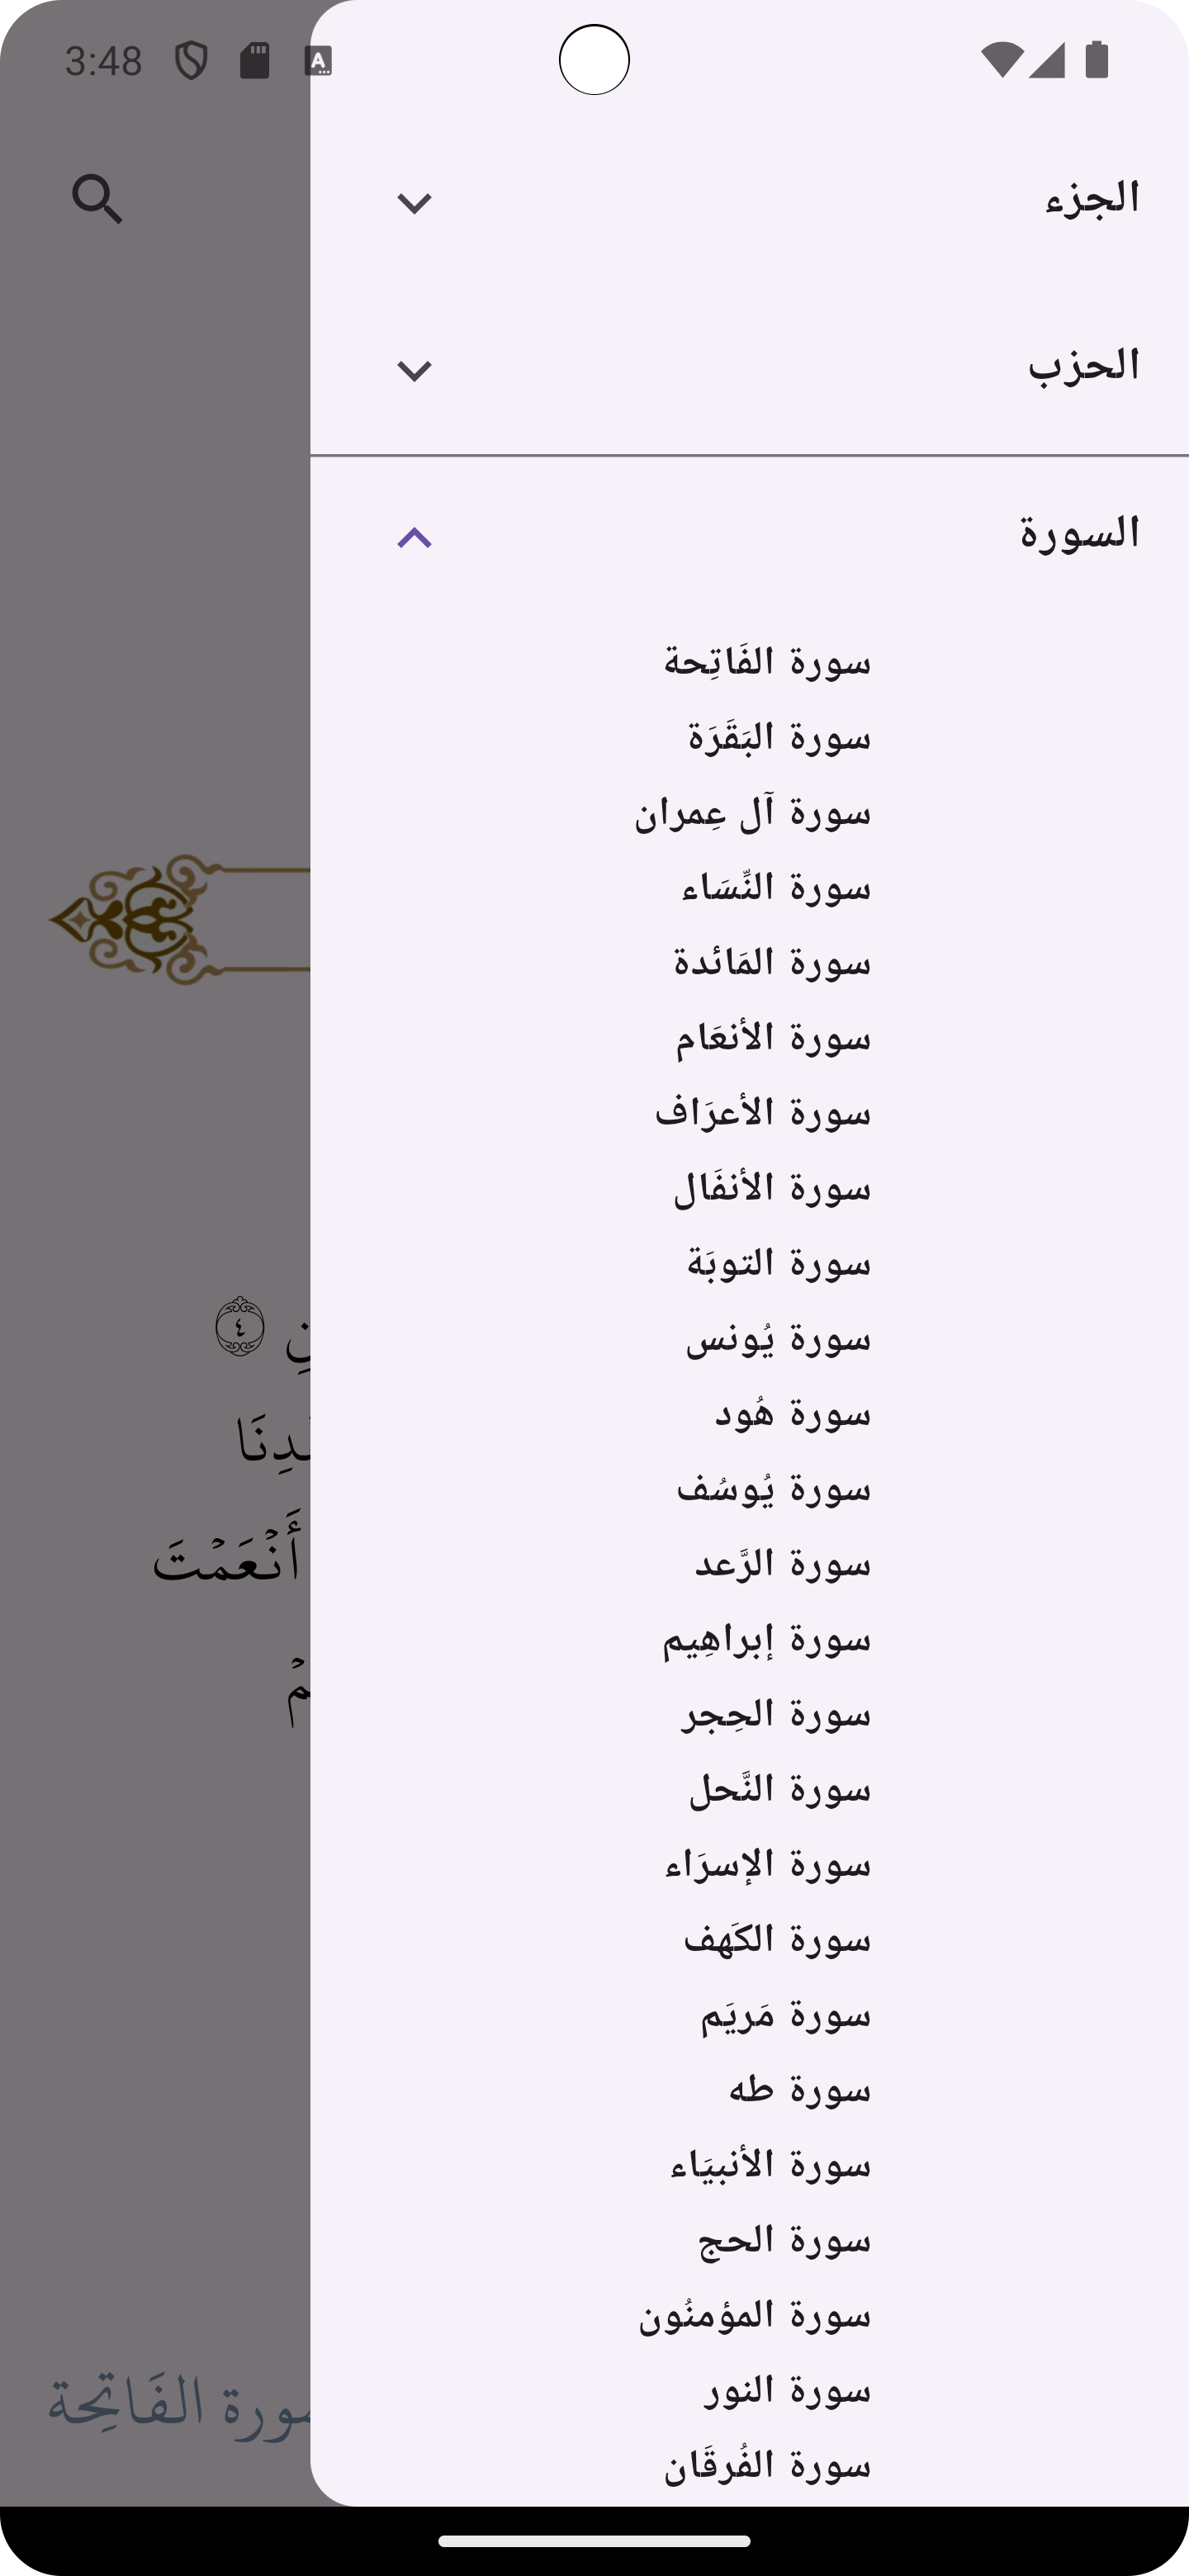 3:48
الجزء
الحزب
السورة
سورة الفَاتِحة
سورة البَقَرَة
سورة آل عِمران
سورة النِّسَاء
سورة المَائدة
سورة الأنعَام
سورة الأعرَاف
سورة الأنفَال
سورة التوبَة
سورة يُونس
سورة هُود
سورة يُوسُف
سورة الرَّعد
سورة إبراهِيم
سورة الحِجر
سورة النَّحل
سورة الإسرَاء
سورة الكَهف
سورة مَريَم
سورة طه
سورة الأنبيَاء
سورة الحج
سورة المؤمنُون
سورة النور
سورة الفُرقَان
٤
أَنْعَمْتَ
الفَاتِحة